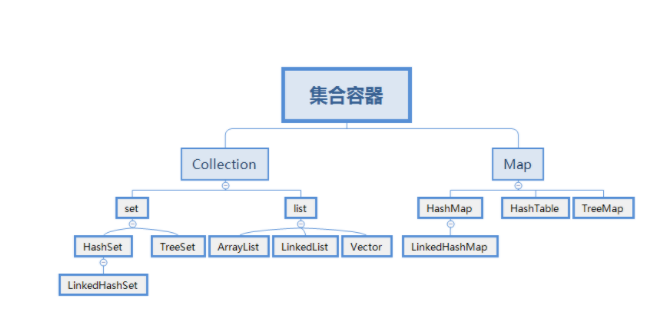 集合容器
Collection
Map
set
list
HashMap
HashTable
TreeMap
HashSet
TreeSet
ArrayList
LinkedList
Vector
LinkedHashMap
LinkedHashSet